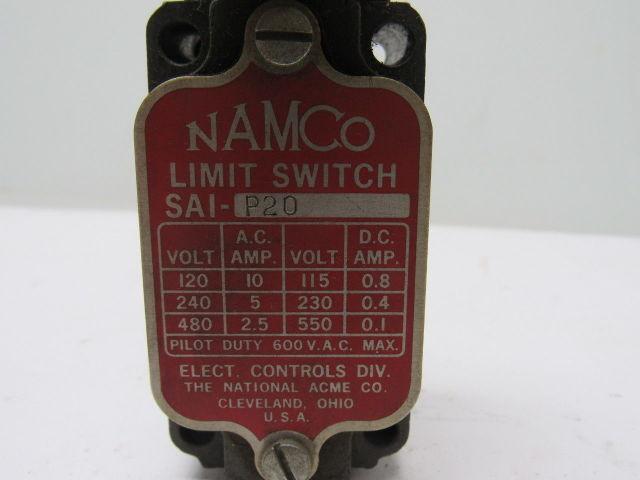 NAMCO
LIMIT SWITCH
SAI- P20
A.C. D.C.
VOLT AMP. VOLT AMP.
120 10 115 0.8
240 5 230 0.4
480 2.5 550 0.1
PILOT DUTY 600 V.A.C. MAX.
ELECT. CONTROLS DIV.
THE NATIONAL ACME CO.
CLEVELAND, OHIO
U.S.A.